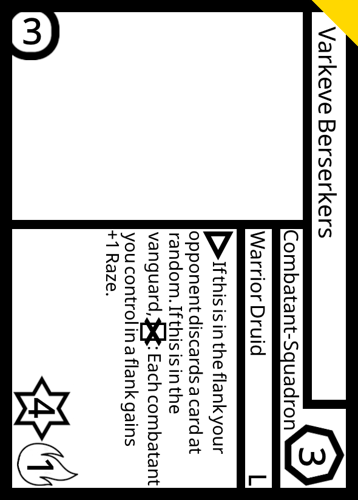 3
Varkeve Berserkers
3
Combatant-Squadron
Warrior Druid
L
If this is in the flank your
opponent discards a card at
random. If this is in the
vanguard, : Each combatant
you control in a flank gains
+1 Raze.
4
1